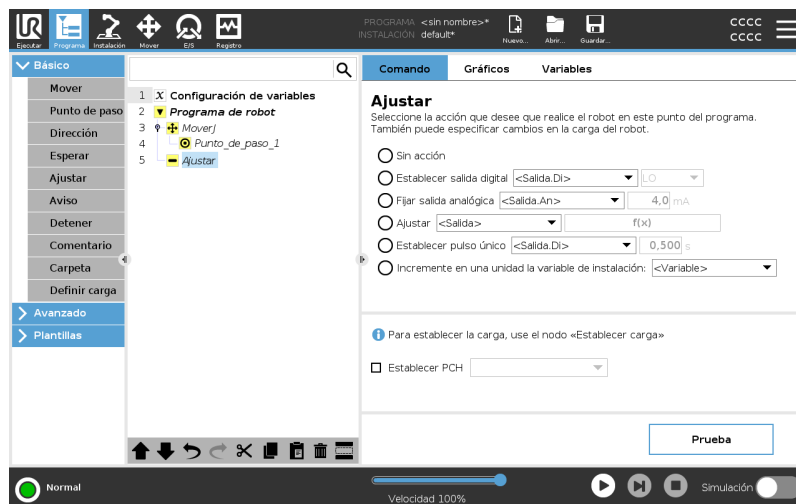 UR
PROGRAMA <sin nombre>*
INSTALACIÓN default*
cccc
cccc
Ejecutar Programa Instalación Mover E/S Registro Nuevo... Abrir... Guardar...
Básico
Mover
Punto de paso
Dirección
Esperar
Ajustar
Aviso
Detener
Comentario
Carpeta
Definir carga
Avanzado
Plantillas
1 X Configuración de variables
2 Programa de robot
3 MoverJ
4 Punto_de_paso_1
5 Ajustar
Comando Gráficos Variables
Ajustar
Seleccione la acción que desee que realice el robot en este punto del programa.
También puede especificar cambios en la carga del robot.
Sin acción
Establecer salida digital <Salida.Di> LO
Fijar salida analógica <Salida.An> 4,0 mA
Ajustar <Salida> f(x)
Establecer pulso único <Salida.Di> 0,500 s
Incremente en una unidad la variable de instalación: <Variable>
Para establecer la carga, use el nodo «Establecer carga»
Establecer PCH
Prueba
Normal
Velocidad 100%
Simulación